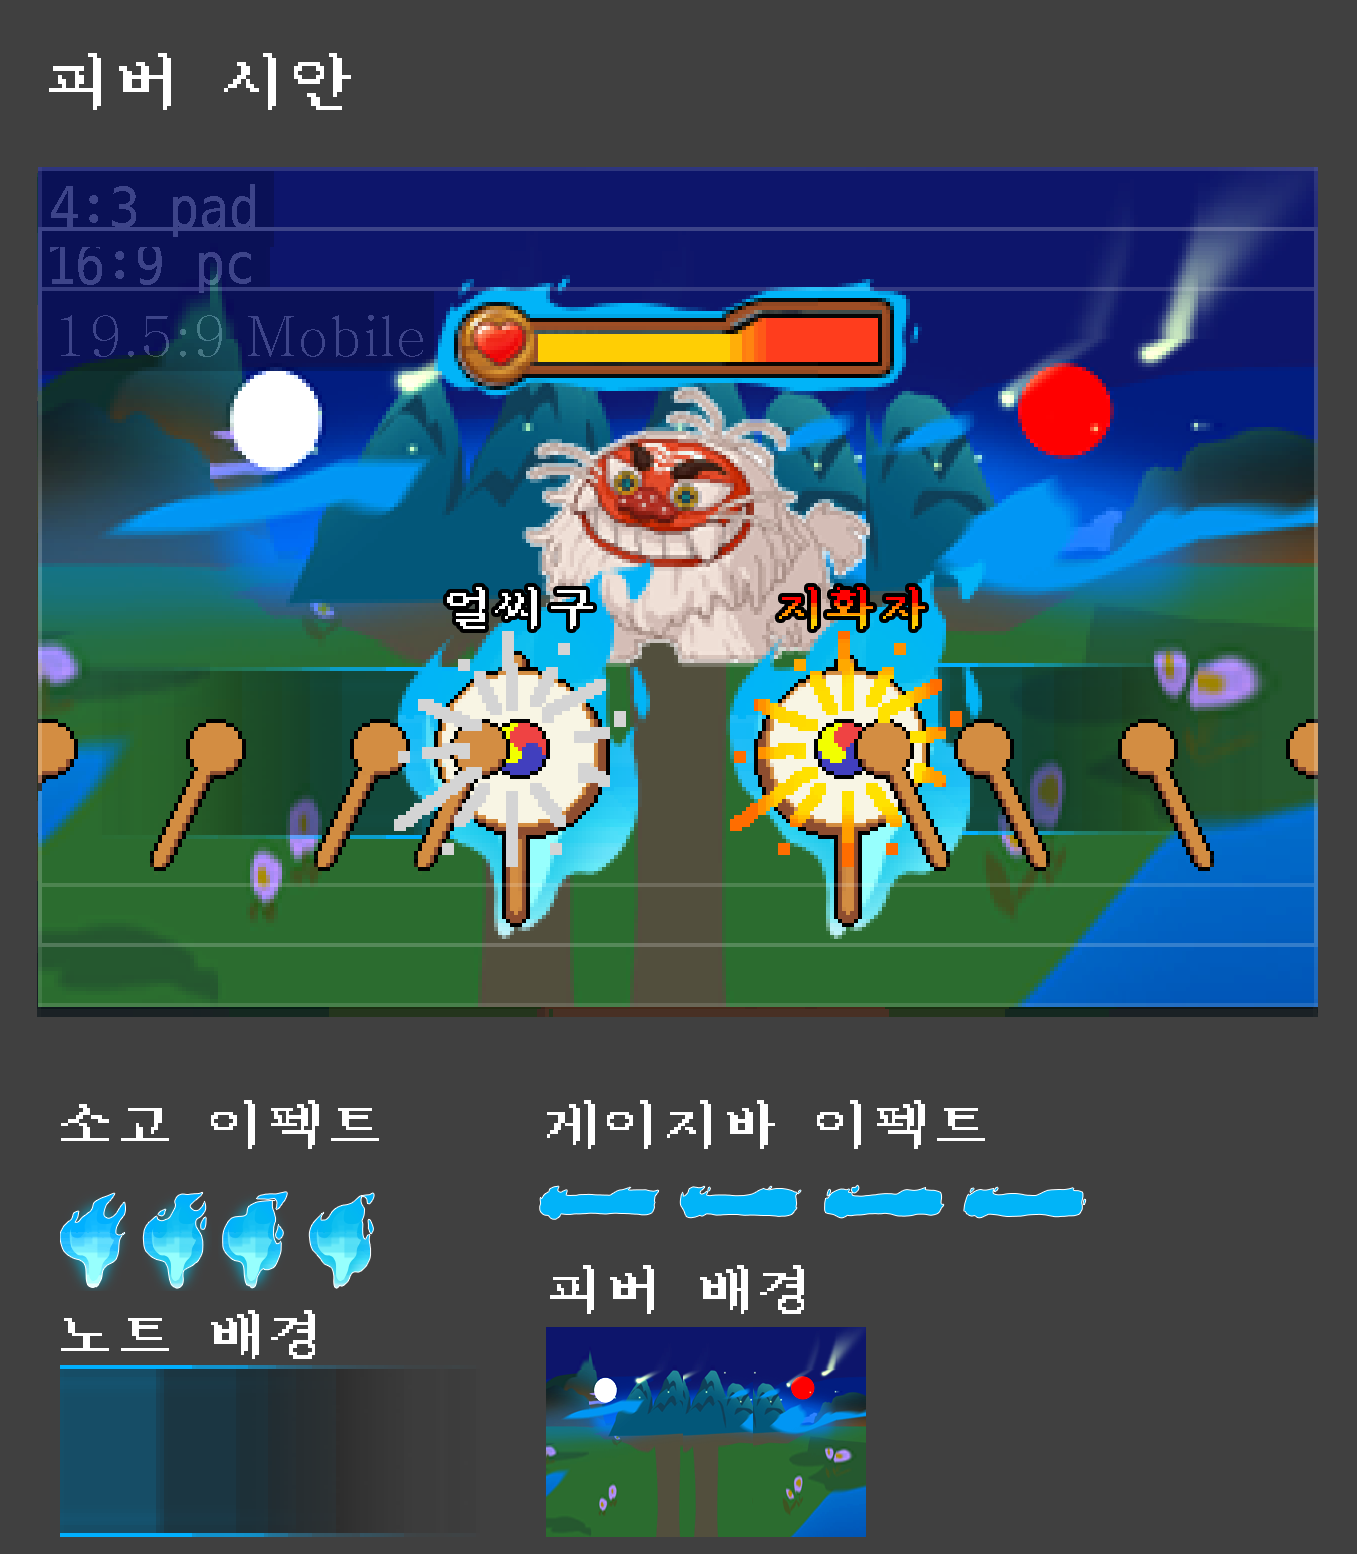 피버 시안
4:3 pad
16:9 pc
19.5:9 Mobile
얼씨구 지화자
소고 이펙트
게이지바 이펙트
노트 배경
피버 배경